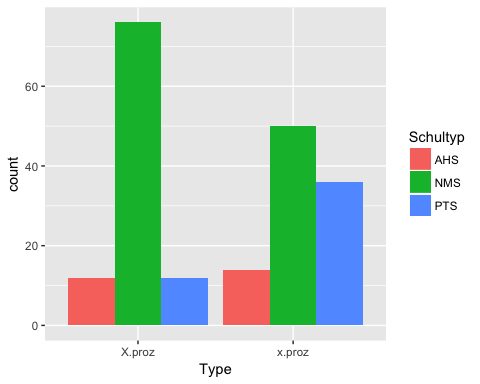 count
60
40
20
0
X.proz x.proz
Type
Schultyp
AHS
NMS
PTS